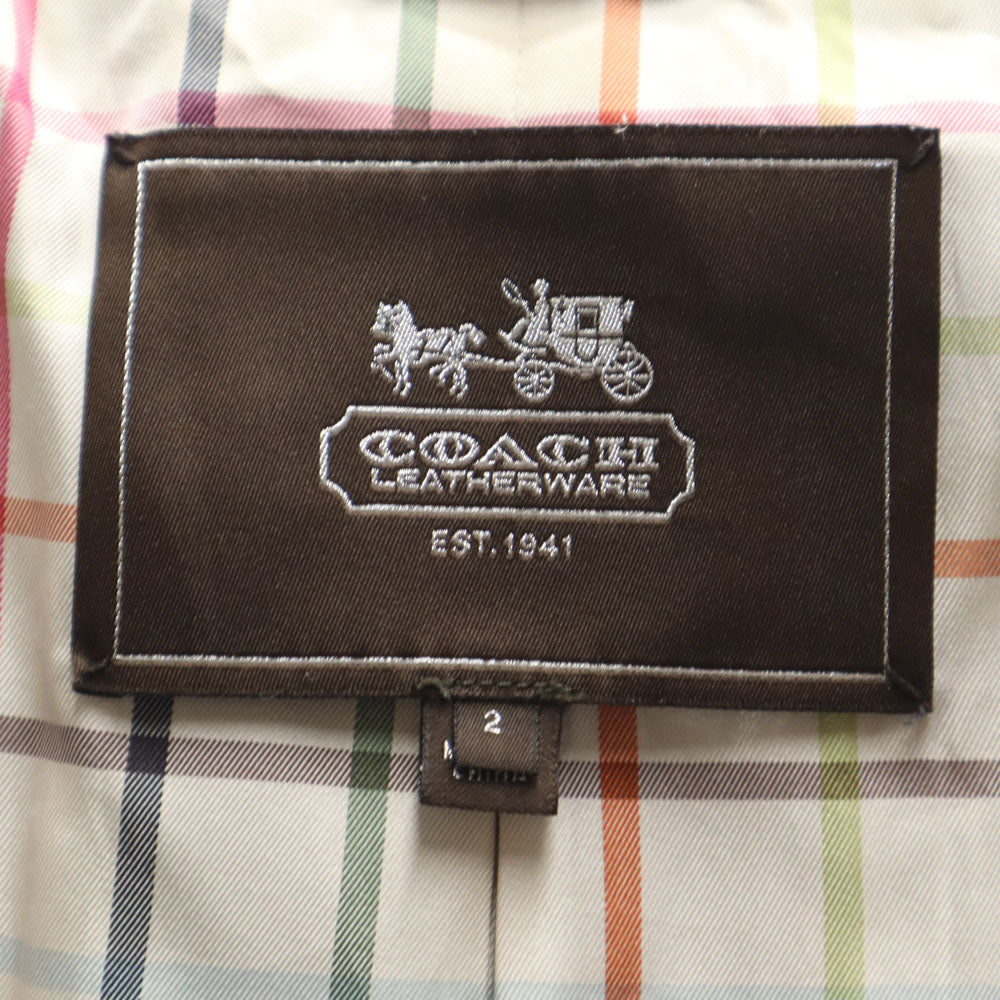 COACH
LEATHERWARE
EST. 1941
2